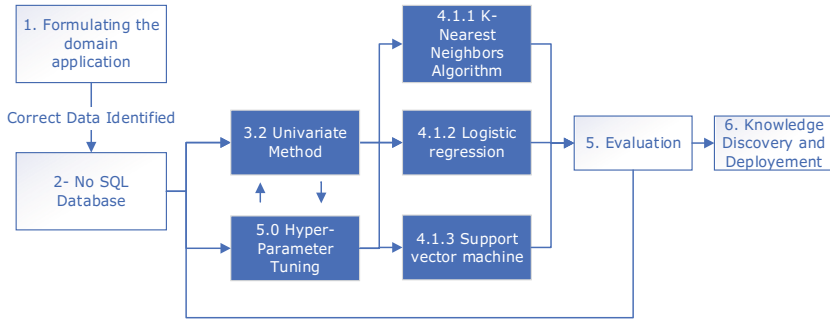 1. Formulating the
domain
application
Correct Data Identified
2- No SQL
Database
3.2 Univariate
Method
5.0 Hyper-
Parameter
Tuning
4.1.1 K-
Nearest
Neighbors
Algorithm
4.1.2 Logistic
regression
4.1.3 Support
vector machine
5. Evaluation
6. Knowledge
Discovery and
Deployement